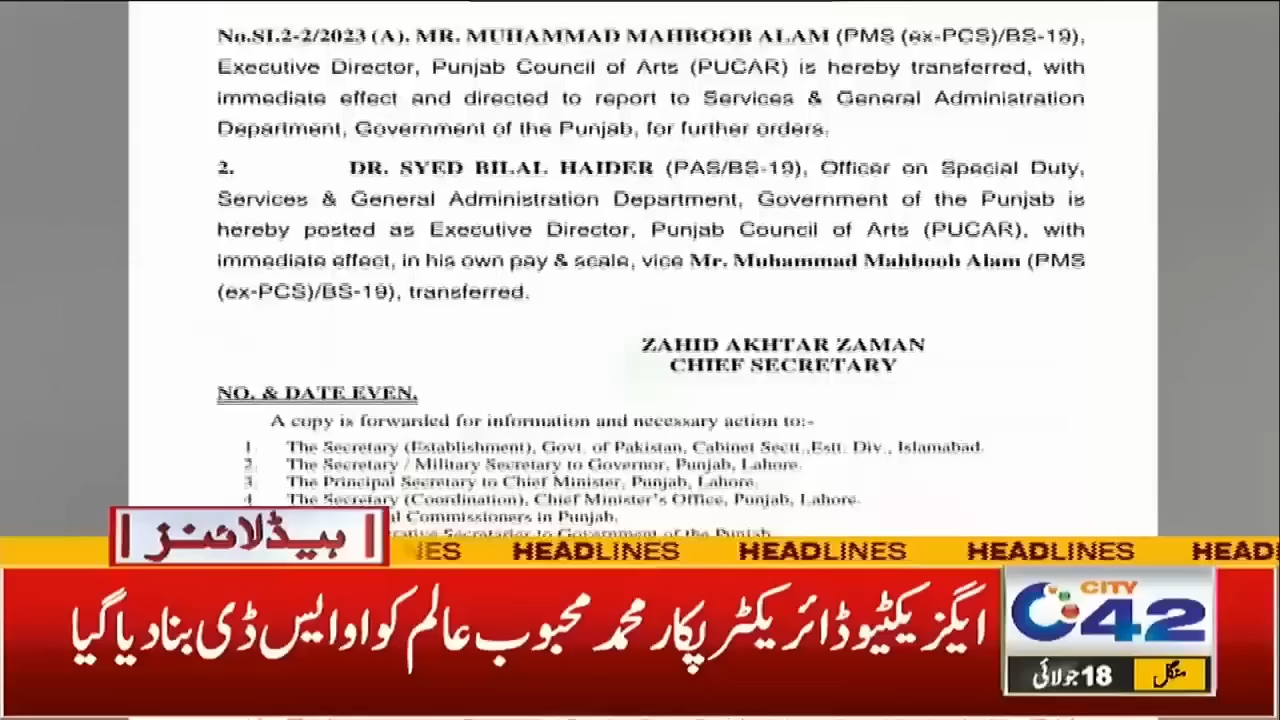 No.SI.2-2/2023 (A). MR. MUHAMMAD MAHBOOB ALAM (PMS (ex-PCS)/BS-19),
Executive Director, Punjab Council of Arts (PUCAR) is hereby transferred, with
immediate effect and directed to report to Services & General Administration
Department, Government of the Punjab, for further orders.
2. DR. SYED BILAL HAIDER (PAS/BS-19), Officer on Special Duty,
Services & General Administration Department, Government of the Punjab is
hereby posted as Executive Director, Punjab Council of Arts (PUCAR), with
immediate effect, in his own pay & scale, vice Mr. Muhammad Mahboob Alam (PMS
(ex-PCS)/BS-19), transferred.
ZAHID AKHTAR ZAMAN
CHIEF SECRETARY
NO. & DATE EVEN.
A copy is forwarded for information and necessary action to:-
1. The Secretary (Establishment), Govt. of Pakistan, Cabinet Sectt.,Estt. Div., Islamabad.
2. The Secretary / Military Secretary to Governor, Punjab, Lahore.
3. The Principal Secretary to Chief Minister, Punjab, Lahore.
4. The Secretary (Coordination), Chief Minister's Office, Punjab, Lahore.
Commissioners in Punjab.
Secretaries to Government of the Punjab
ہیڈلائنز
HEADLINES HEADLINES HEADLINES
ایگزیکٹیو ڈائریکٹر پکار محمد محبوب عالم کو او ایس ڈی بنا دیا گیا
CITY
42
18 جولائی منگل